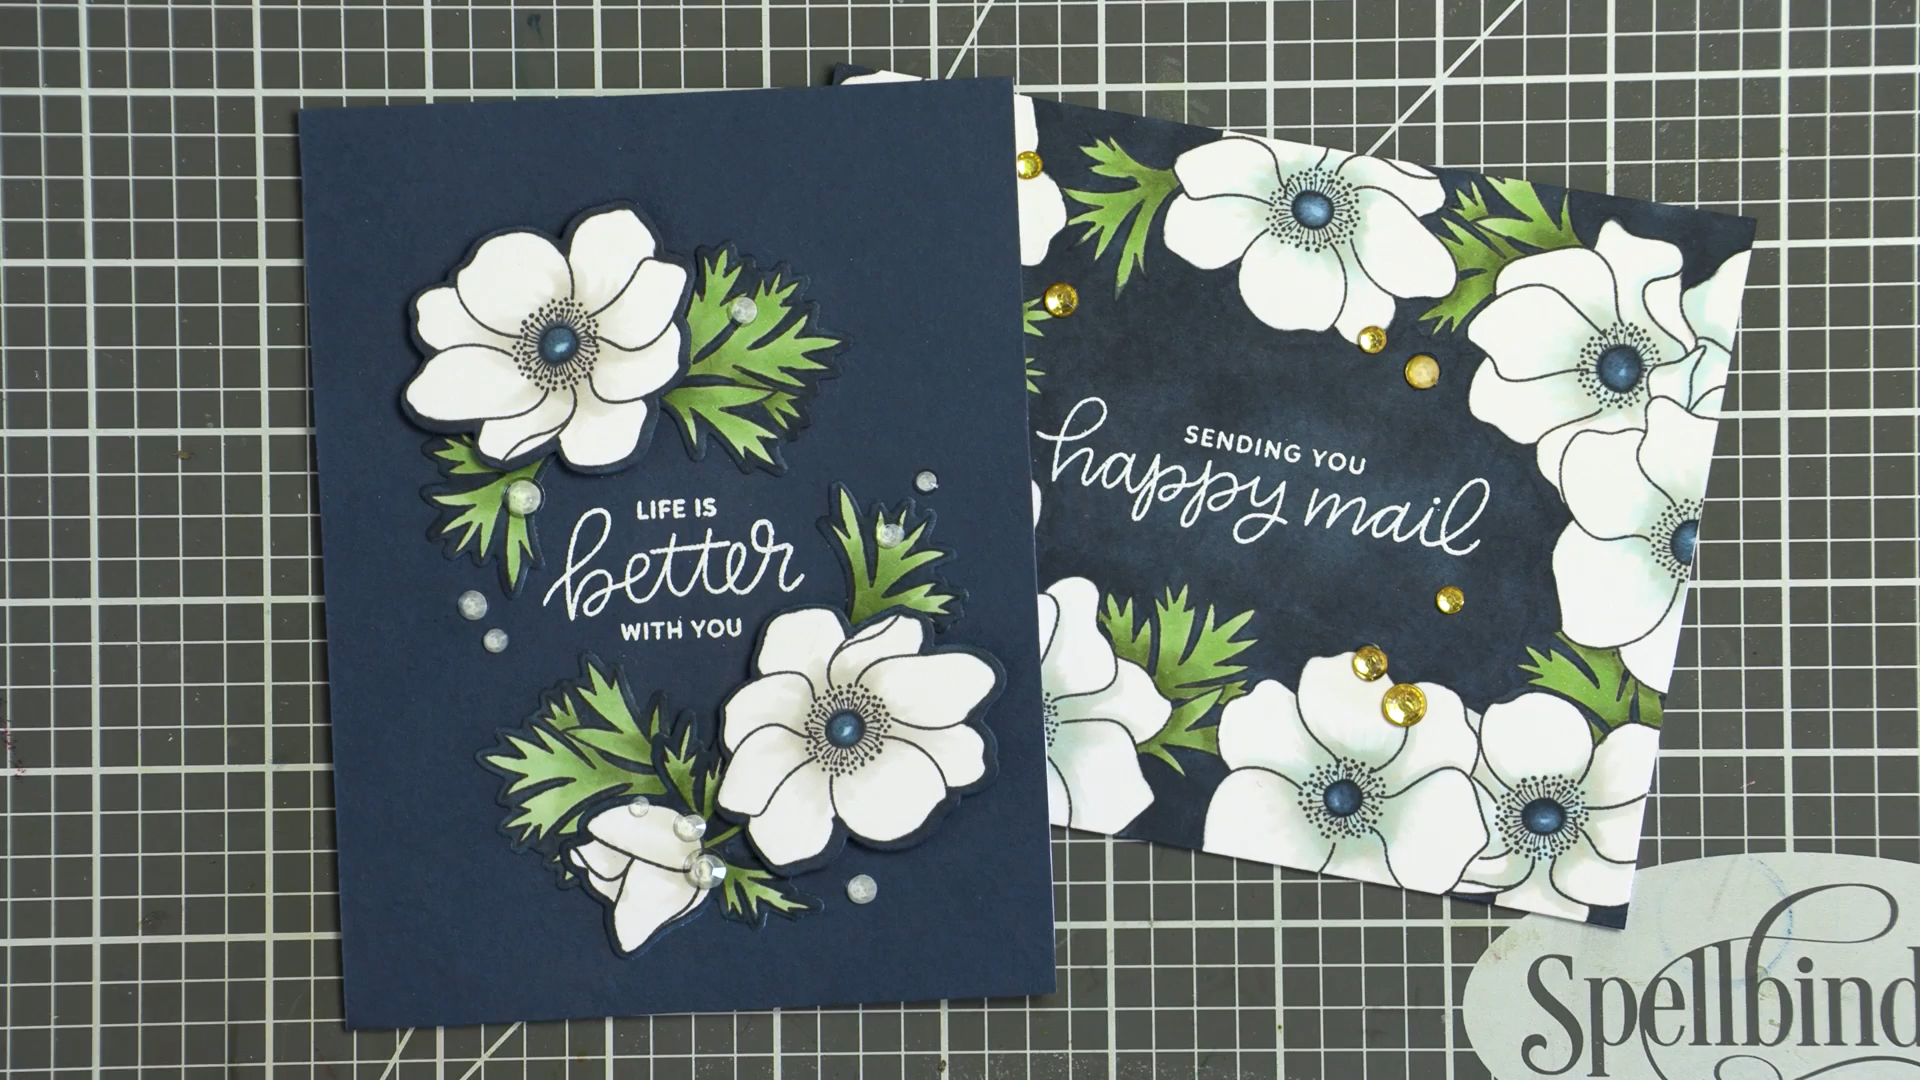 LIFE IS
better
WITH YOU
SENDING YOU
happy mail
Spellbind